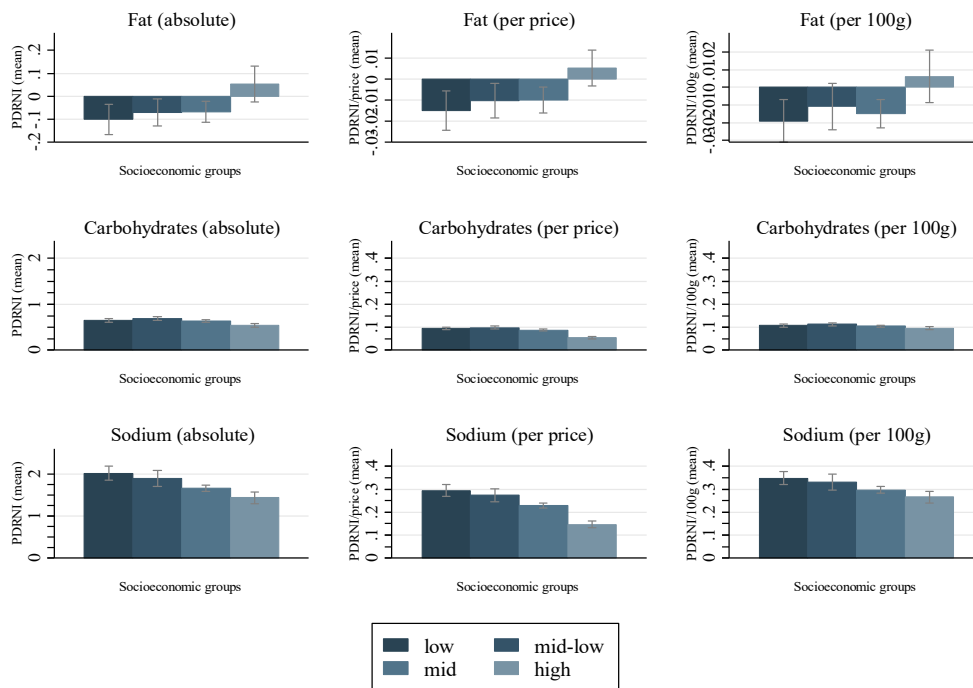 Fat (absolute)
Fat (per price)
Fat (per 100g)
PDRNI (mean)
-.2 -.1 0 .1 .2
PDRNI/price (mean)
0 .01
PDRNI/100g (mean)
Socioeconomic groups
Socioeconomic groups
Socioeconomic groups
Carbohydrates (absolute)
Carbohydrates (per price)
Carbohydrates (per 100g)
PDRNI (mean)
0 1 2
PDRNI/price (mean)
0 .1 .2 .3 .4
PDRNI/100g (mean)
0 .1 .2 .3 .4
Socioeconomic groups
Socioeconomic groups
Socioeconomic groups
Sodium (absolute)
Sodium (per price)
Sodium (per 100g)
PDRNI (mean)
0 1 2
PDRNI/price (mean)
0 .1 .2 .3 .4
PDRNI/100g (mean)
0 .1 .2 .3 .4
Socioeconomic groups
Socioeconomic groups
Socioeconomic groups
low
mid-low
mid
high